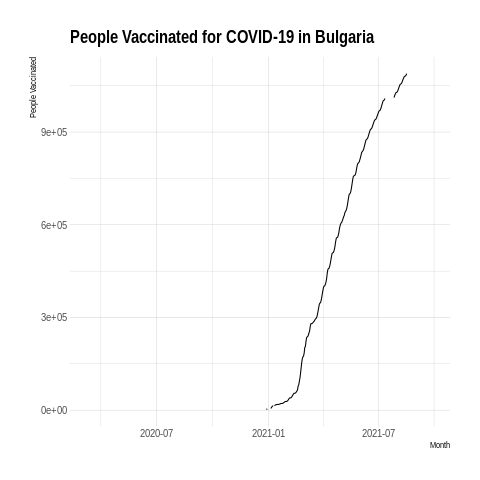 People Vaccinated for COVID-19 in Bulgaria
People Vaccinated
9e+05
6e+05
3e+05
0e+00
2020-07
2021-01
2021-07
Month